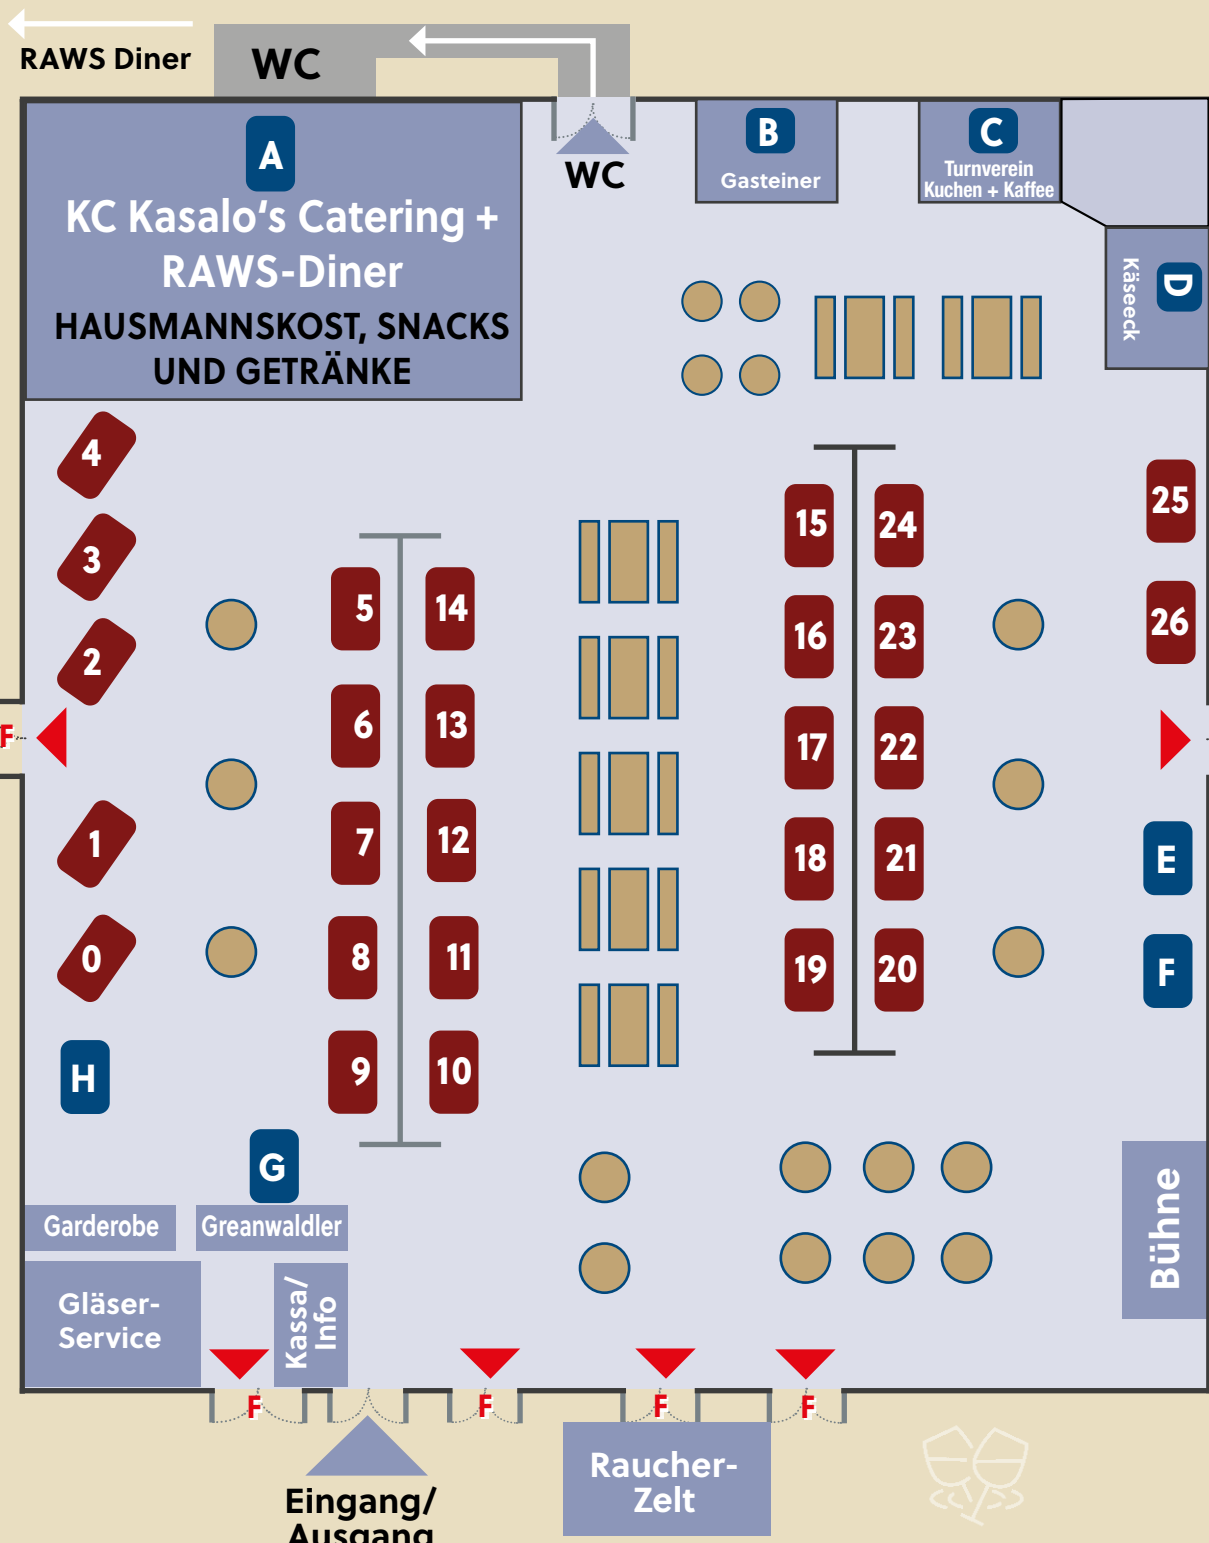 RAWS Diner
WC
WC
A
KC Kasalo‘s Catering +
RAWS-Diner
HAUSMANNSKOST, SNACKS
UND GETRÄNKE
B
Gasteiner
C
Turnverein
Kuchen + Kaffee
D
Käseeck
4
3
2
1
0
H
5
6
7
8
9
14
13
12
11
10
15
16
17
18
19
24
23
22
21
20
25
26
E
F
F
G
Garderobe
Greanwaldler
Gläser-
Service
Kassa/
Info
Bühne
F
F
F
F
Eingang/
Ausgang
Raucher-
Zelt